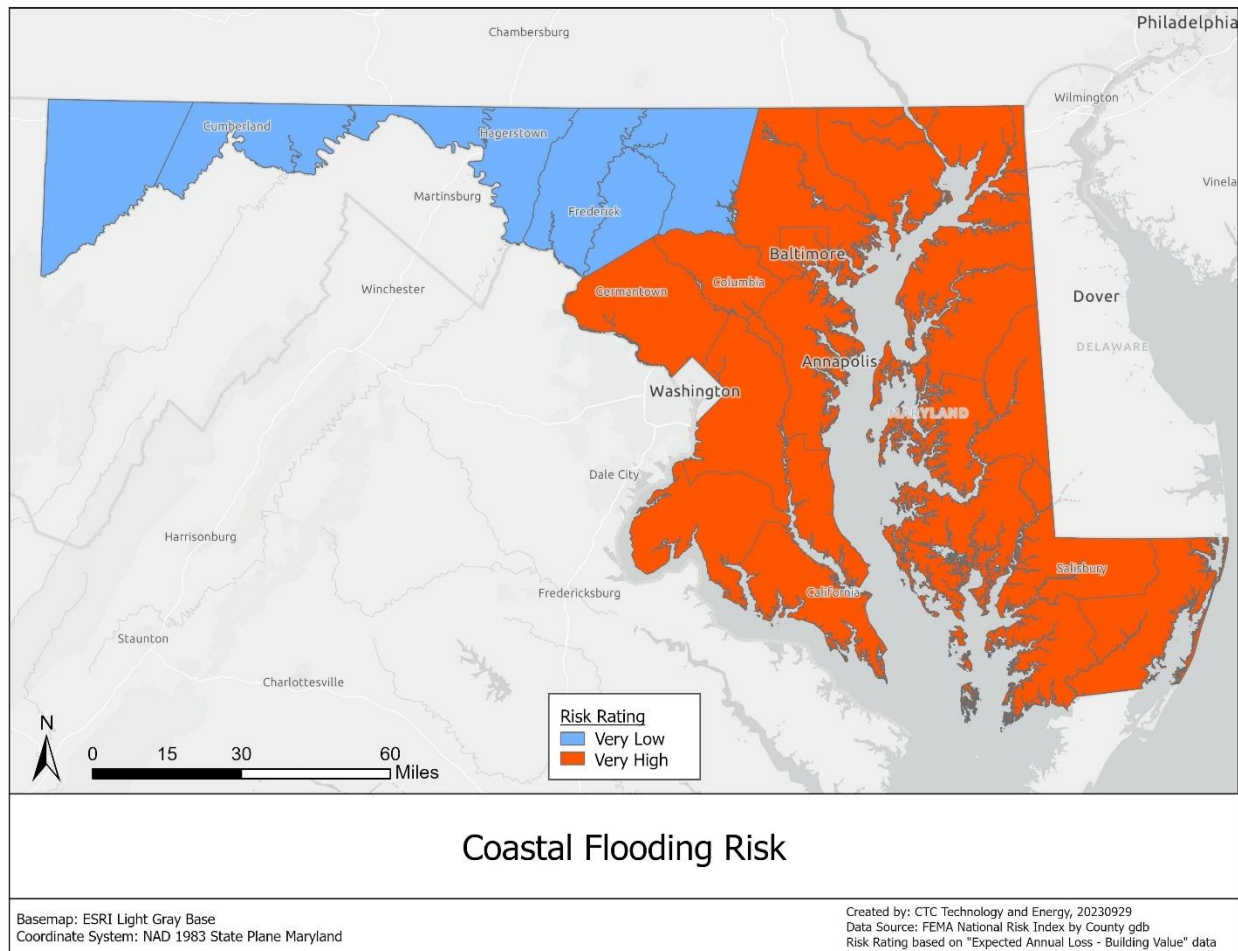 Philadelphia
Chambersburg
Wilmington
Cumberland
Hagerstown
Vinela
Martinsburg
Frederick
Baltimore
Winchester
Columbia
Germantown
Dover
DELAWARE
Annapolis
Washington
MARYLAND
Dale City
Harrisonburg
Salisbury
Fredericksburg
California
Staunton
Charlottesville
N
0 15 30 60
Miles
Risk Rating
Very Low
Very High
Coastal Flooding Risk
Basemap: ESRI Light Gray Base
Coordinate System: NAD 1983 State Plane Maryland
Created by: CTC Technology and Energy, 20230929
Data Source: FEMA National Risk Index by County gdb
Risk Rating based on "Expected Annual Loss - Building Value" data